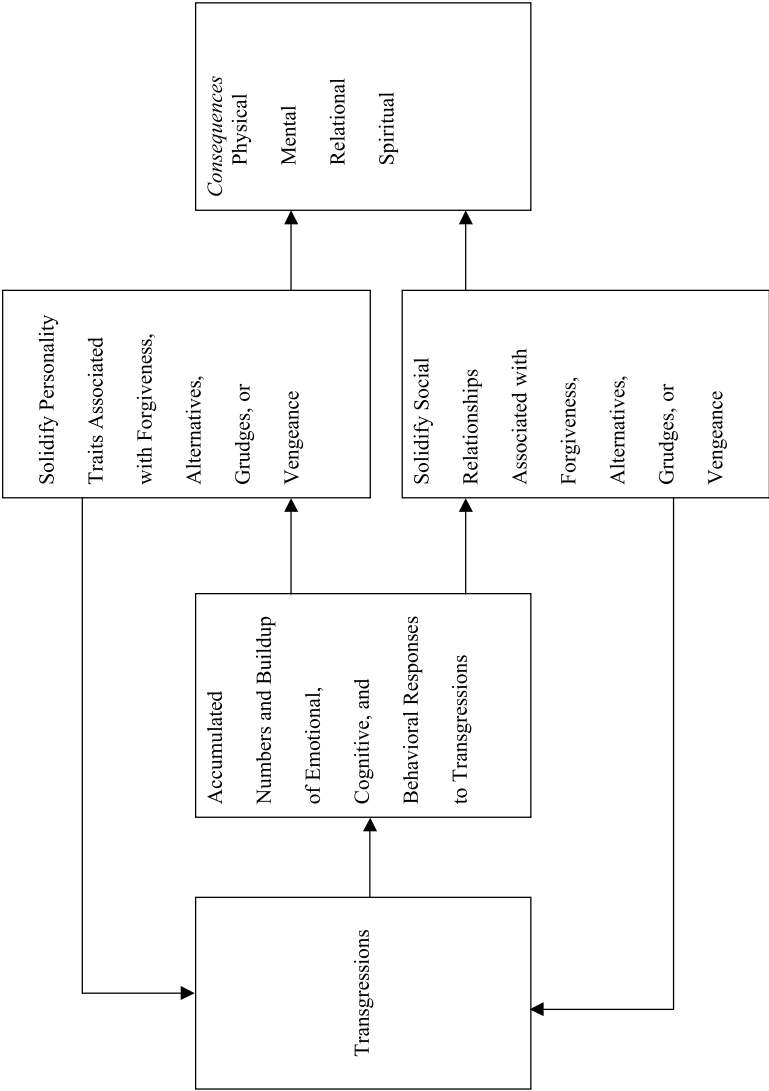 Transgressions
Accumulated
Numbers and Buildup
of Emotional,
Cognitive, and
Behavioral Responses
to Transgressions
Solidify Personality
Traits Associated
with Forgiveness,
Alternatives,
Grudges, or
Vengeance
Solidify Social
Relationships
Associated with
Forgiveness,
Alternatives,
Grudges, or
Vengeance
Consequences
Physical
Mental
Relational
Spiritual